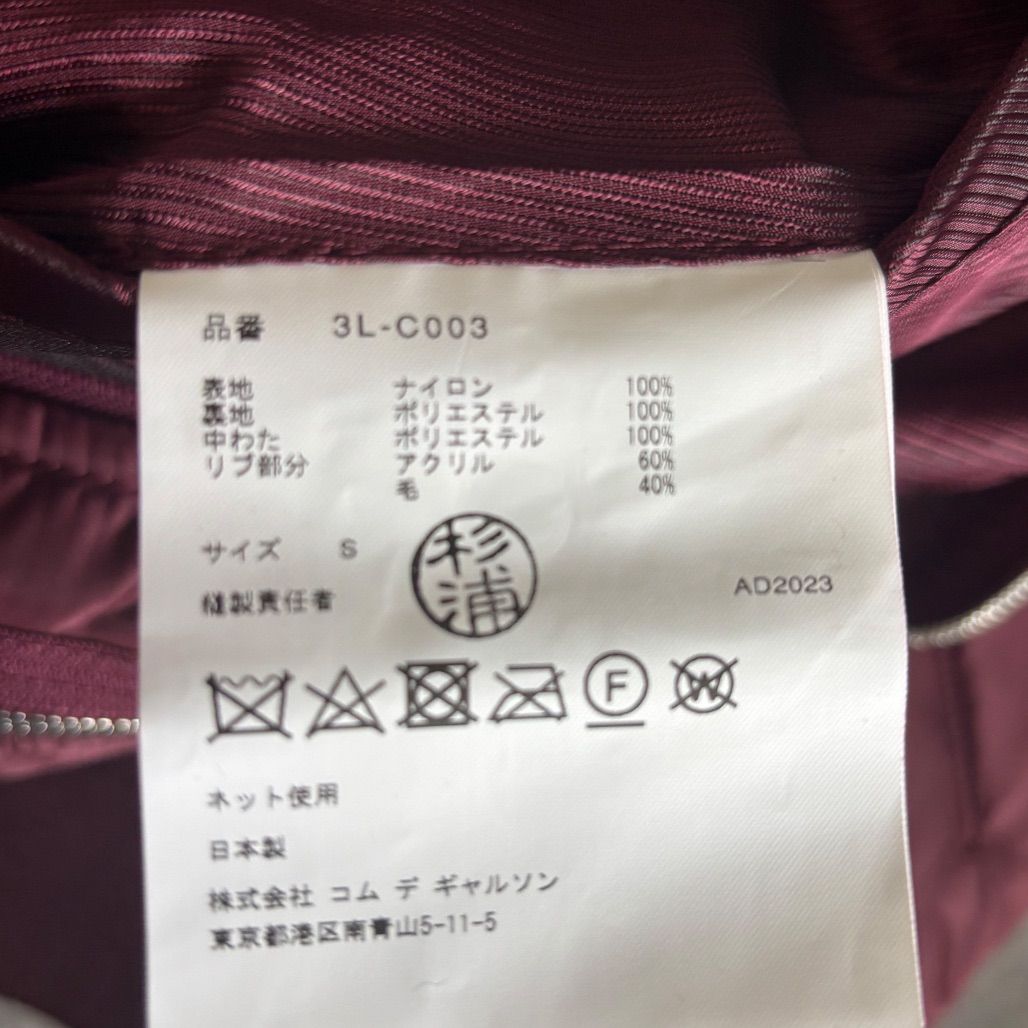 品番 3L-C003
表地 ナイロン 100%
裏地 ポリエステル 100%
中わた ポリエステル 100%
リブ部分 アクリル 60%
毛 40%
サイズ S
縫製責任者 杉浦
AD2023
F W
ネット使用
日本製
株式会社 コム デ ギャルソン
東京都港区南青山5-11-5